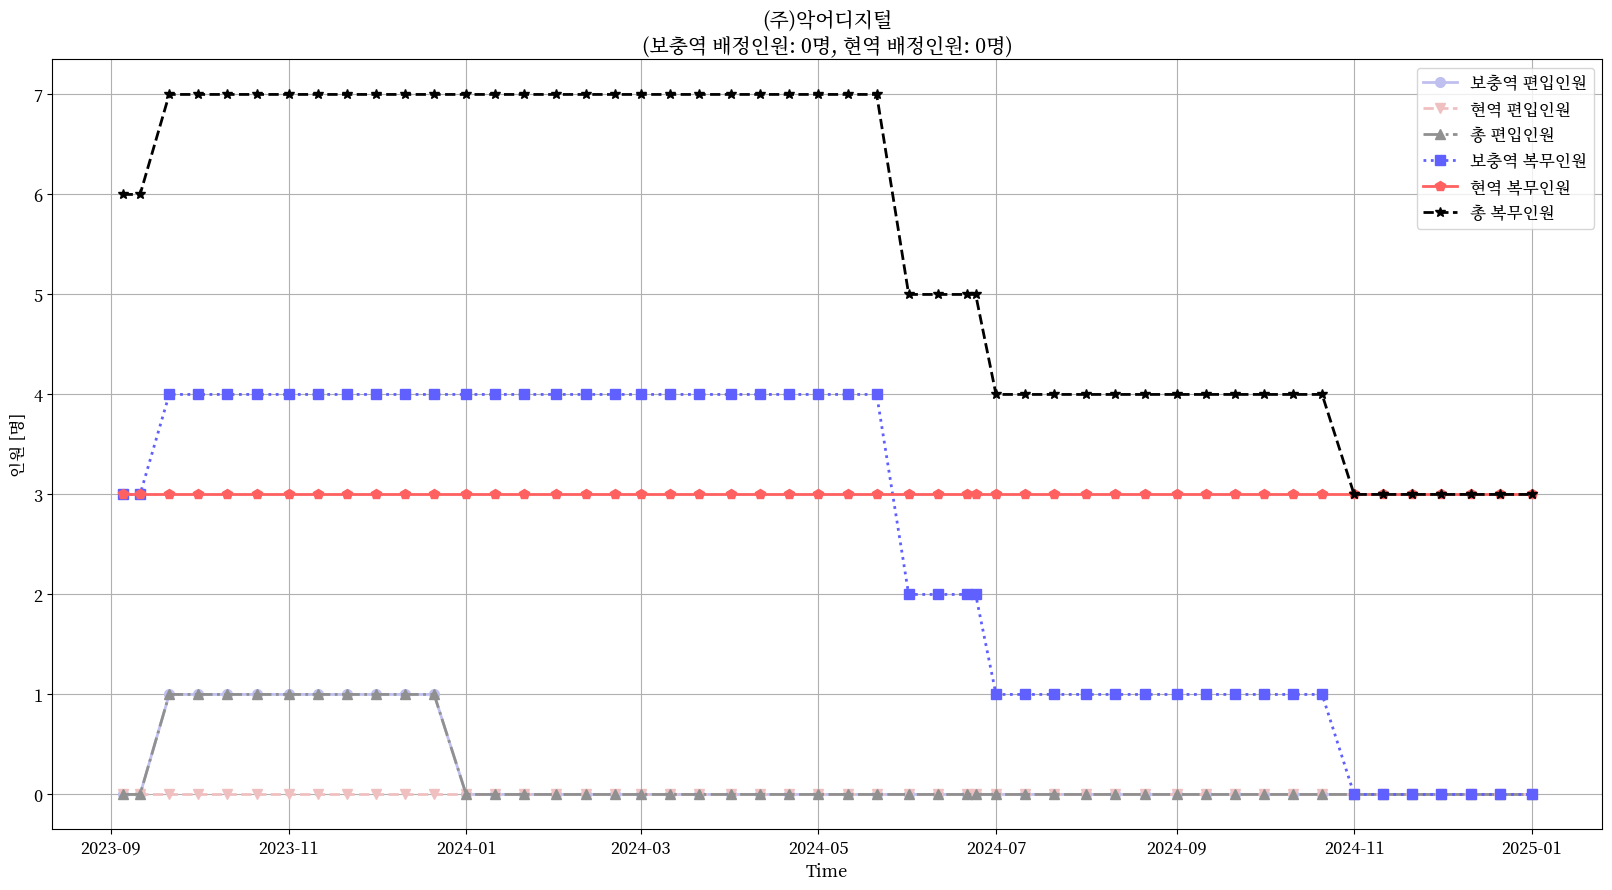 (주)악어디지털
(보충역 배정인원: 0명, 현역 배정인원: 0명)
보충역 편입인원
현역 편입인원
총 편입인원
보충역 복무인원
현역 복무인원
총 복무인원
인원 [명]
7
6
5
4
3
2
1
0
2023-09 2023-11 2024-01 2024-03 2024-05 2024-07 2024-09 2024-11 2025-01
Time